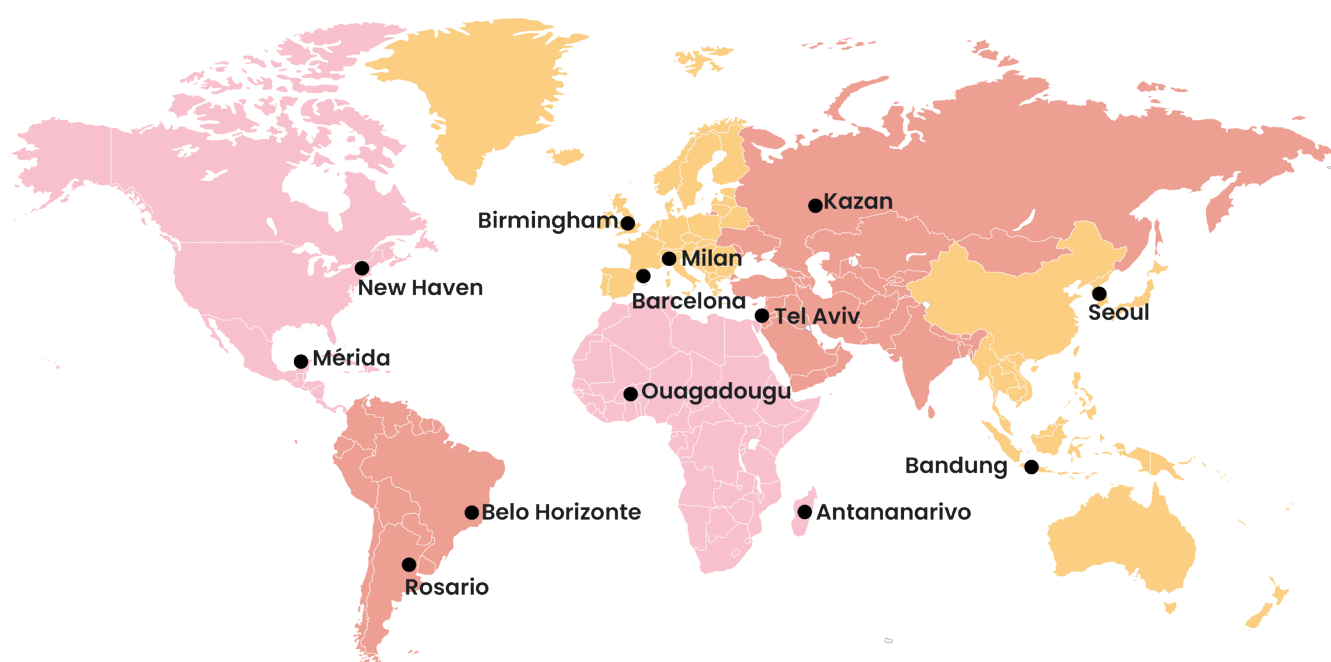 Kazan
Birmingham
Milan
New Haven
Barcelona
Tel Aviv
Seoul
Mérida
Ouagadougu
Bandung
Belo Horizonte
Antananarivo
Rosario